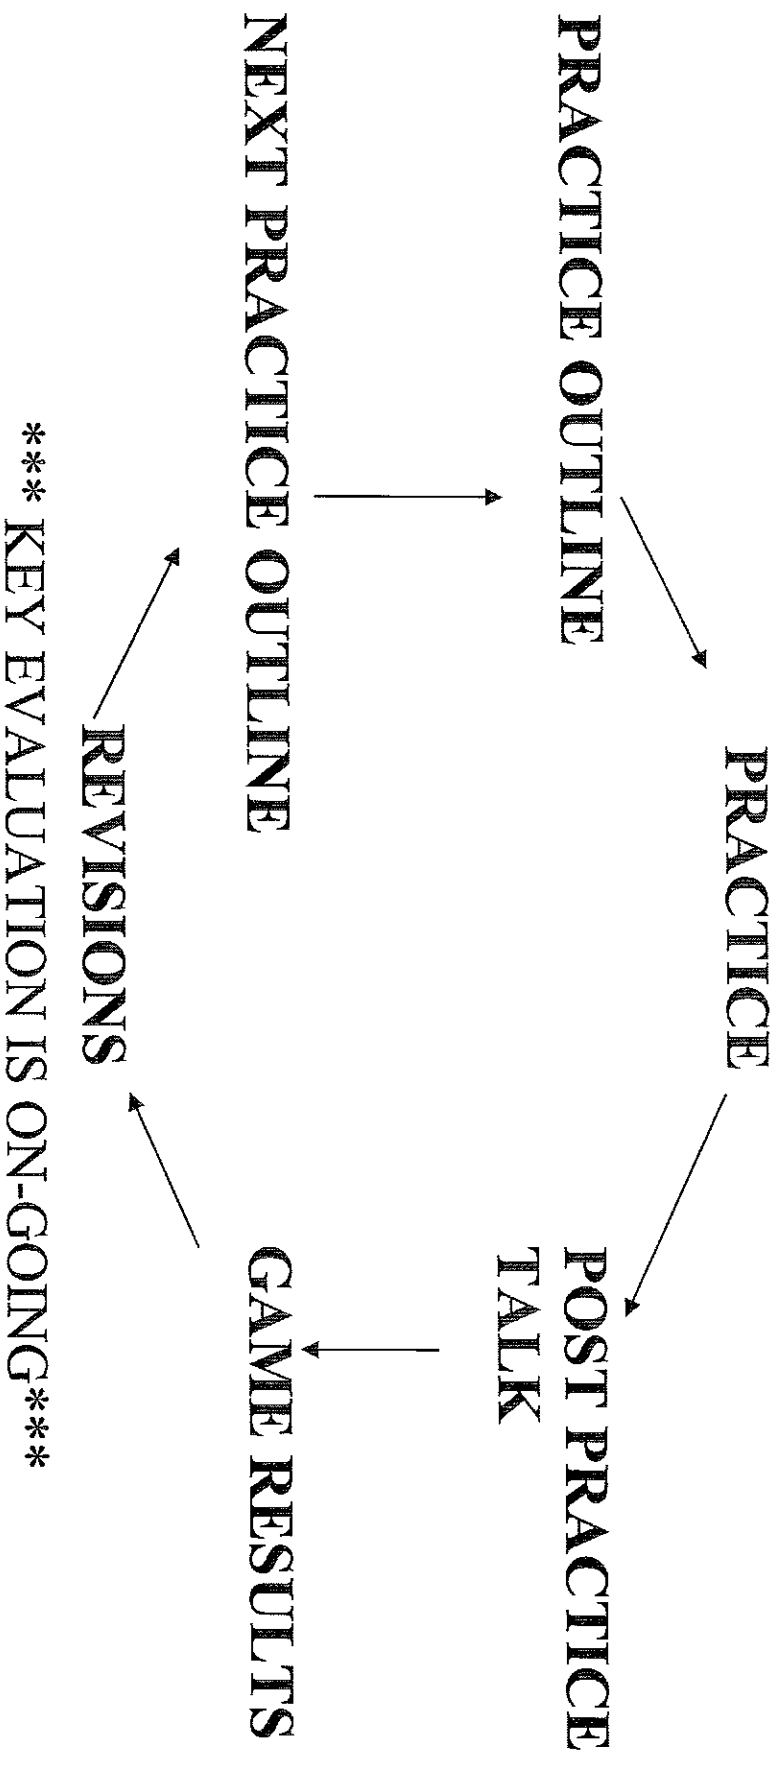 PRACTICE
PRACTICE OUTLINE
POST PRACTICE
TALK
NEXT PRACTICE OUTLINE
GAME RESULTS
REVISIONS
*** KEY EVALUATION IS ON-GOING***